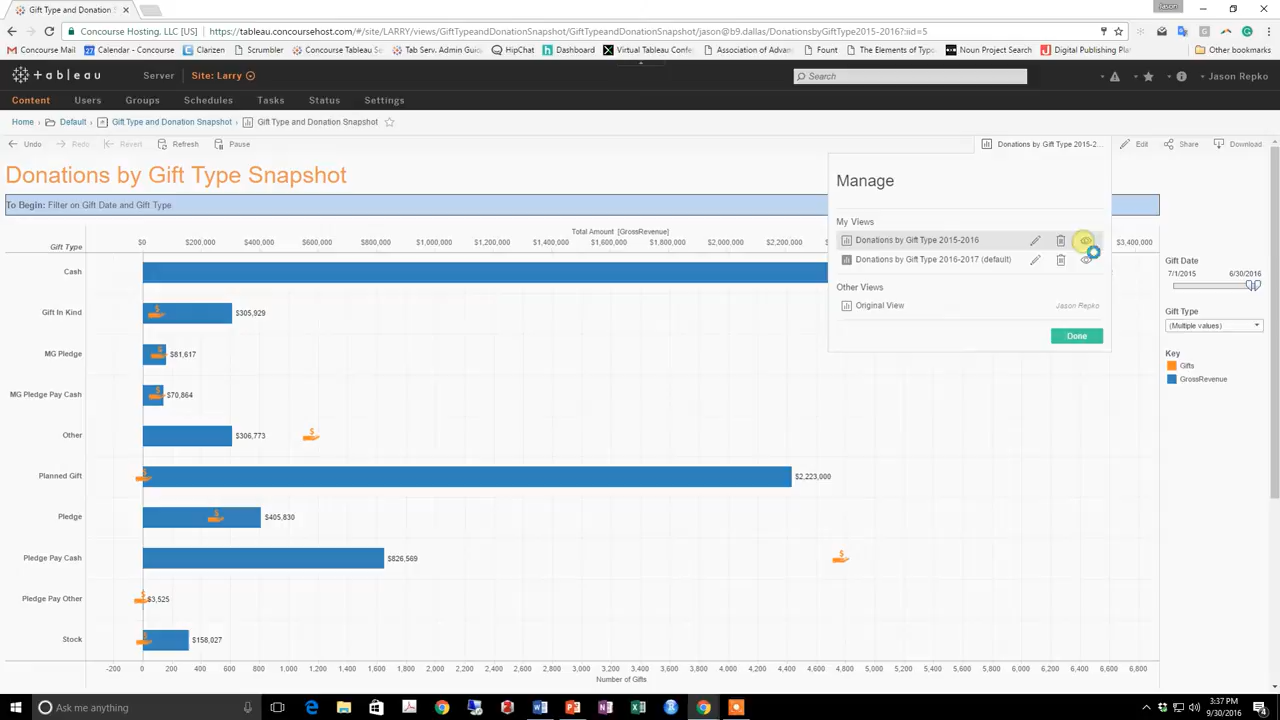 Gift Type and Donation S
Jason
Concourse Hosting, LLC [US]
https://tableau.concoursehost.com/#/site/LARRY/views/GiftTypeandDonationSnapshot/GiftTypeandDonationSnapshot/jason@b9.dallas/DonationsbyGiftType2015-2016?:iid=5
Concourse Mail
Calendar - Concourse
Clarizen
Scrumbler
Concourse Tableau Se
Tab Serv. Admin Guid
HipChat
Dashboard
Virtual Tableau Conf
Association of Advan
Fount
The Elements of Typo
Noun Project Search
Digital Publishing Pla
Other bookmarks
+ableau
Server
Site: Larry
Search
Jason Repko
Content
Users
Groups
Schedules
Tasks
Status
Settings
Home
Default
Gift Type and Donation Snapshot
Gift Type and Donation Snapshot
Undo
Redo
Revert
Refresh
Pause
Donations by Gift Type 2015-2...
Edit
Share
Download
Donations by Gift Type Snapshot
To Begin: Filter on Gift Date and Gift Type
Manage
My Views
Donations by Gift Type 2015-2016
Donations by Gift Type 2016-2017 (default)
Other Views
Original View
Jason Repko
Done
Total Amount [GrossRevenue]
Gift Type
$0
$200,000
$400,000
$600,000
$800,000
$1,000,000
$1,200,000
$1,400,000
$1,600,000
$1,800,000
$2,000,000
$2,200,000
$3,400,000
Cash
Gift In Kind
$305,929
MG Pledge
$81,617
MG Pledge Pay Cash
$70,864
Other
$306,773
Planned Gift
$2,223,000
Pledge
$405,830
Pledge Pay Cash
$826,569
Pledge Pay Other
$3,525
Stock
$158,027
-200
0
200
400
600
800
1,000
1,200
1,400
1,600
1,800
2,000
2,200
2,400
2,600
2,800
3,000
3,200
3,400
3,600
3,800
4,000
4,200
4,400
4,600
4,800
5,000
5,200
5,400
5,600
5,800
6,000
6,200
6,400
6,600
6,800
Number of Gifts
Gift Date
7/1/2015
6/30/2016
Gift Type
(Multiple values)
Key
Gifts
GrossRevenue
Ask me anything
3:37 PM
9/30/2016